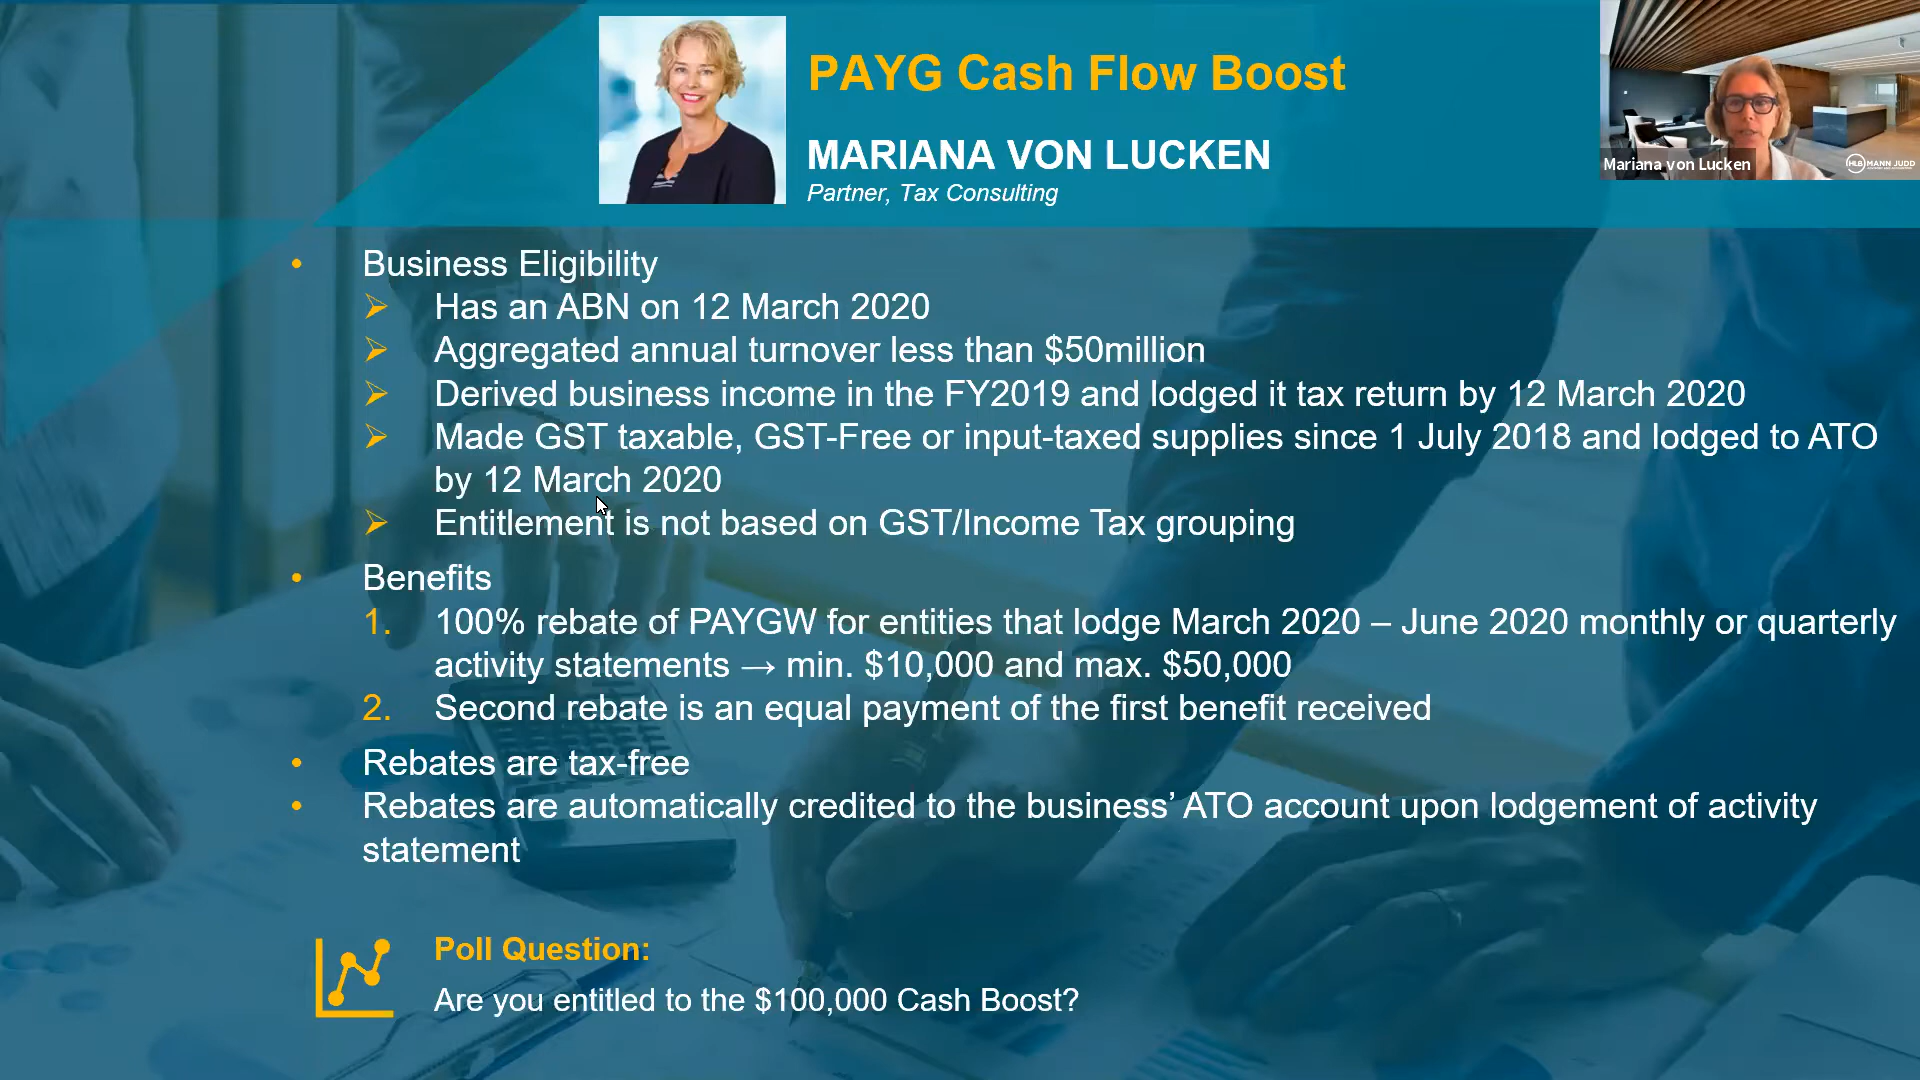 PAYG Cash Flow Boost
MARIANA VON LUCKEN
Partner, Tax Consulting
Mariana von Lucken
HLB MANN JUDD
• Business Eligibility
➢ Has an ABN on 12 March 2020
➢ Aggregated annual turnover less than $50million
➢ Derived business income in the FY2019 and lodged it tax return by 12 March 2020
➢ Made GST taxable, GST-Free or input-taxed supplies since 1 July 2018 and lodged to ATO
by 12 March 2020
➢ Entitlement is not based on GST/Income Tax grouping
• Benefits
1. 100% rebate of PAYGW for entities that lodge March 2020 – June 2020 monthly or quarterly
activity statements → min. $10,000 and max. $50,000
2. Second rebate is an equal payment of the first benefit received
• Rebates are tax-free
• Rebates are automatically credited to the business’ ATO account upon lodgement of activity
statement
Poll Question:
Are you entitled to the $100,000 Cash Boost?